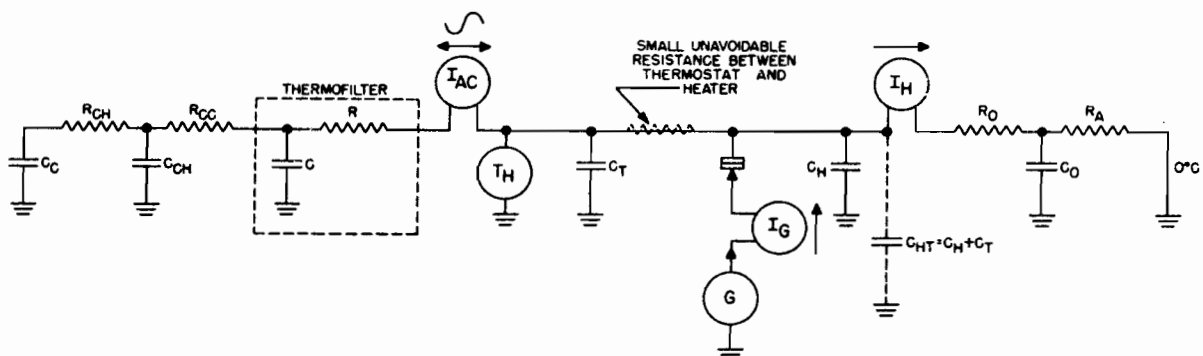 SMALL UNAVOIDABLE
RESISTANCE BETWEEN
THERMOSTAT AND
HEATER
THERMOFILTER
I_AC
I_H
R_CH
R_CC
R
R_O
R_A
C_C
C_CH
C
T_H
C_T
C_H
C_O
0°C
I_G
C_HT=C_H+C_T
G